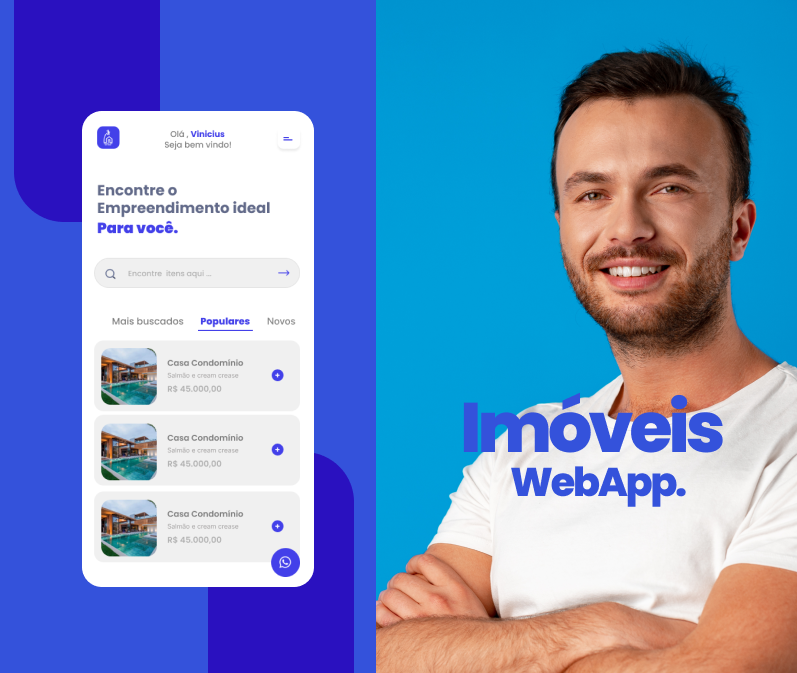 Olá , Vinicius
Seja bem vindo!
Encontre o
Empreendimento ideal
Para você.
Encontre itens aqui ...
Mais buscados Populares Novos
Casa Condominio
Salmão e cream crease
R$ 45.000,00
Casa Condominio
Salmão e cream crease
R$ 45.000,00
Casa Condominio
Salmão e cream crease
R$ 45.000,00
Imóveis
WebApp.